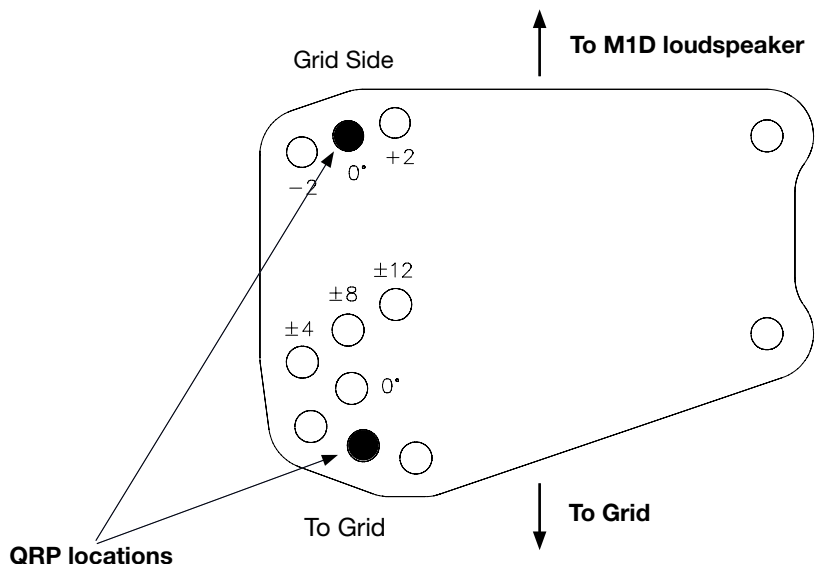 To M1D loudspeaker
Grid Side
+2
0°
−2
±12
±8
±4
0°
To Grid
To Grid
QRP locations